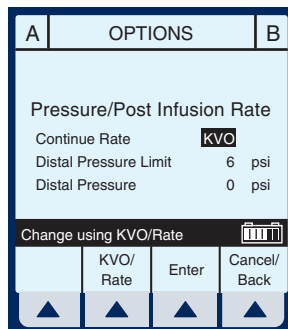 A OPTIONS B
Pressure/Post Infusion Rate
Continue Rate KVO
Distal Pressure Limit 6 psi
Distal Pressure 0 psi
Change using KVO/Rate
KVO/
Rate
Enter
Cancel/
Back